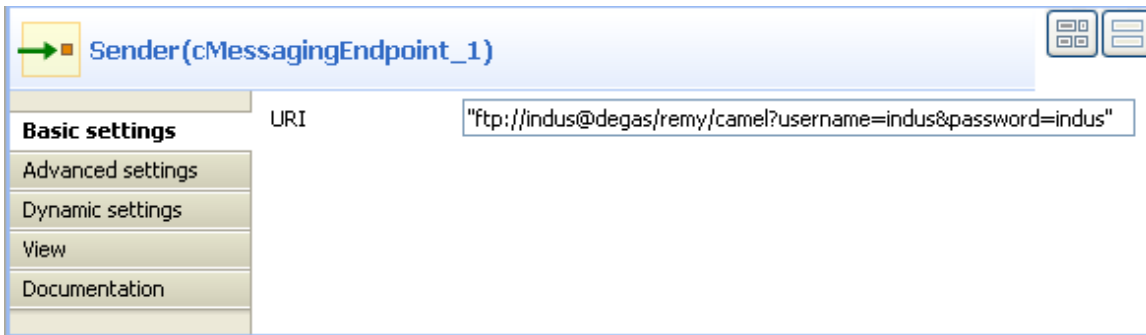 Sender(cMessagingEndpoint_1)
Basic settings
URI
"ftp://indus@degas/remy/camel?username=indus&password=indus"
Advanced settings
Dynamic settings
View
Documentation